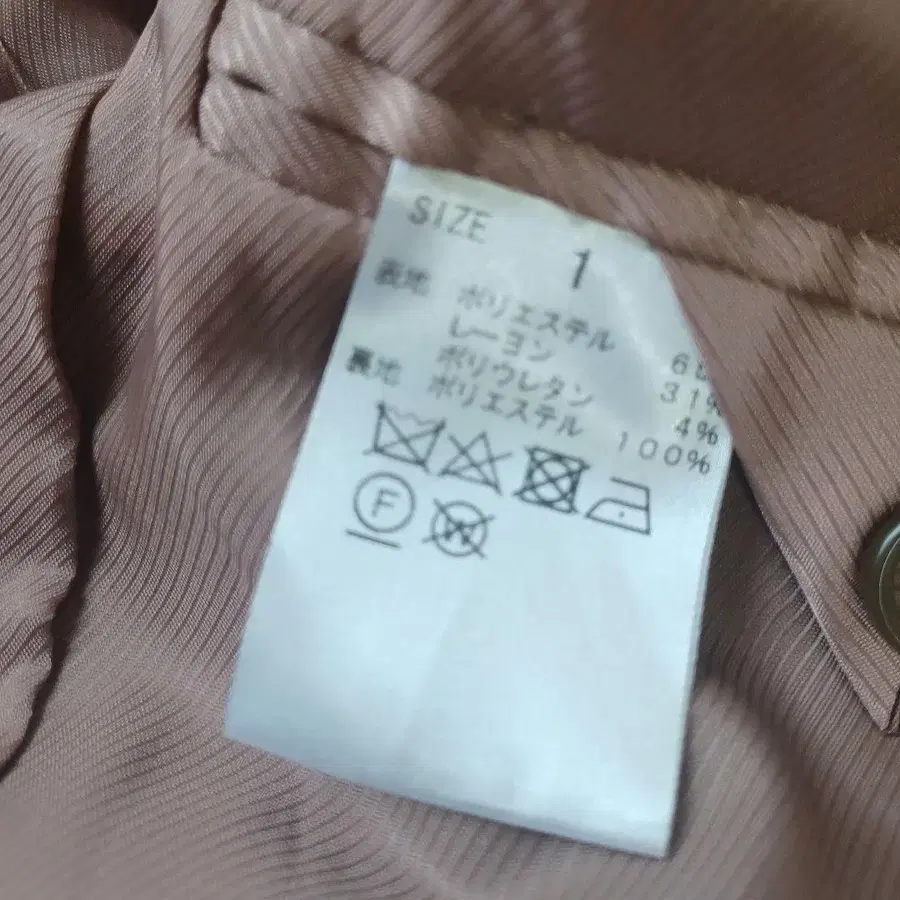 SIZE
1
表地 ポリエステル
レーヨン 31%
ポリウレタン 4%
裏地 ポリエステル 100%
F
W